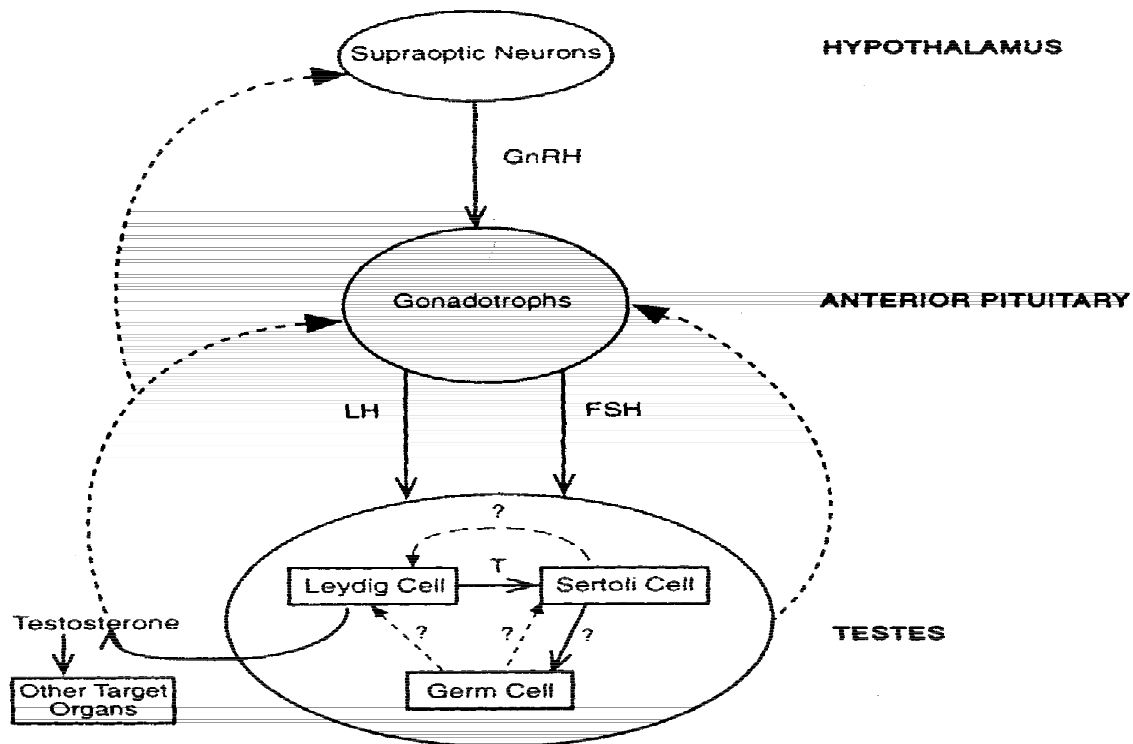 Supraoptic Neurons
HYPOTHALAMUS
GnRH
Gonadotrophs
ANTERIOR PITUITARY
LH
FSH
?
T
Leydig Cell
Sertoli Cell
?
?
?
Testosterone
TESTES
Other Target
Organs
Germ Cell